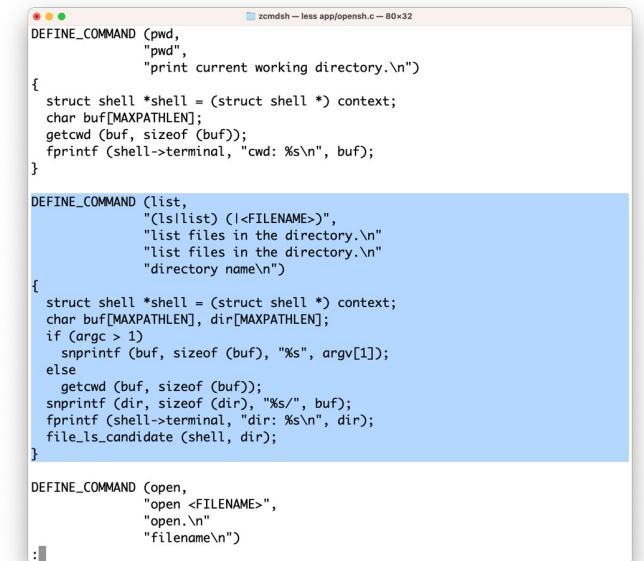 zcmdsh — less app/opensh.c — 80×32
DEFINE_COMMAND (pwd,
                "pwd",
                "print current working directory.\n")
{
  struct shell *shell = (struct shell *) context;
  char buf[MAXPATHLEN];
  getcwd (buf, sizeof (buf));
  fprintf (shell->terminal, "cwd: %s\n", buf);
}

DEFINE_COMMAND (list,
                "(ls|list) (|<FILENAME>)",
                "list files in the directory.\n"
                "list files in the directory.\n"
                "directory name\n")
{
  struct shell *shell = (struct shell *) context;
  char buf[MAXPATHLEN], dir[MAXPATHLEN];
  if (argc > 1)
    snprintf (buf, sizeof (buf), "%s", argv[1]);
  else
    getcwd (buf, sizeof (buf));
  snprintf (dir, sizeof (dir), "%s/", buf);
  fprintf (shell->terminal, "dir: %s\n", dir);
  file_ls_candidate (shell, dir);
}

DEFINE_COMMAND (open,
                "open <FILENAME>",
                "open.\n"
                "filename\n")
: